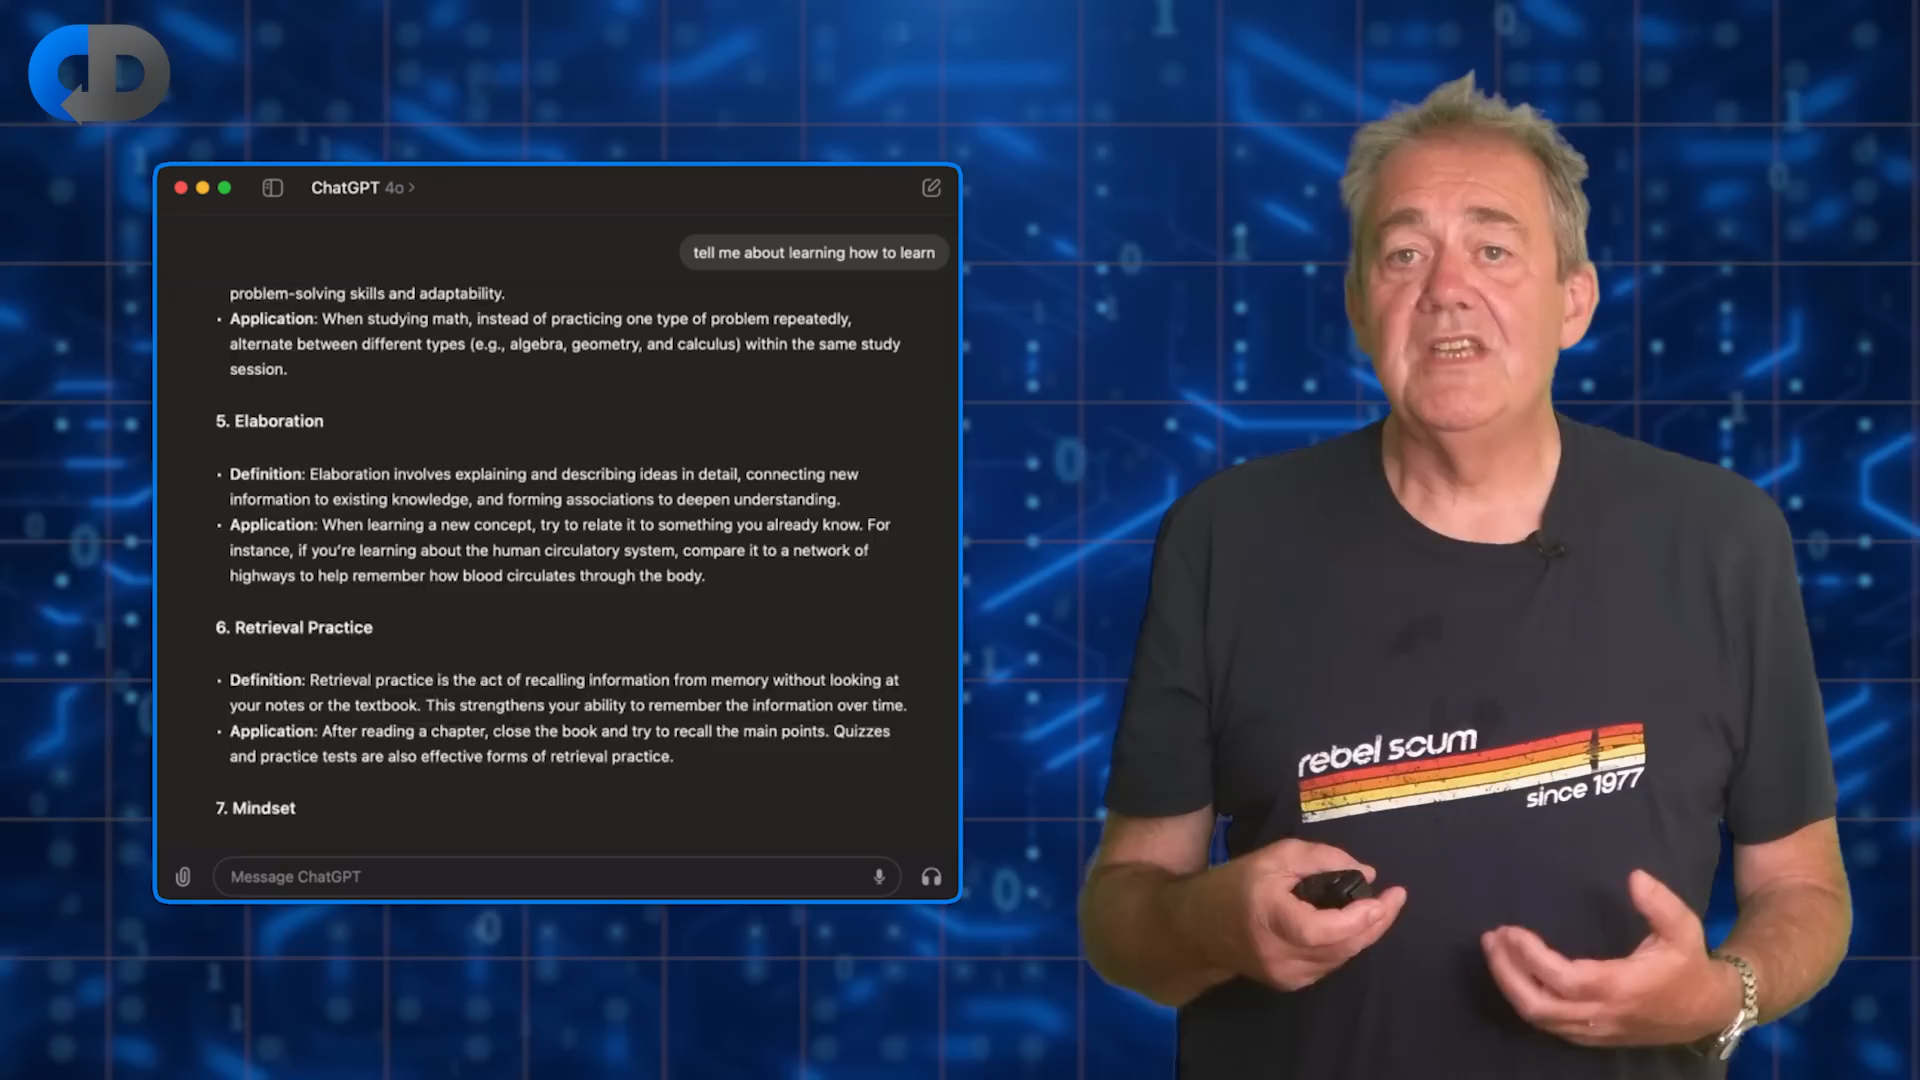 CD
ChatGPT 4o >
tell me about learning how to learn
problem-solving skills and adaptability.
• Application: When studying math, instead of practicing one type of problem repeatedly,
alternate between different types (e.g., algebra, geometry, and calculus) within the same study
session.
5. Elaboration
• Definition: Elaboration involves explaining and describing ideas in detail, connecting new
information to existing knowledge, and forming associations to deepen understanding.
• Application: When learning a new concept, try to relate it to something you already know. For
instance, if you're learning about the human circulatory system, compare it to a network of
highways to help remember how blood circulates through the body.
6. Retrieval Practice
• Definition: Retrieval practice is the act of recalling information from memory without looking at
your notes or the textbook. This strengthens your ability to remember the information over time.
• Application: After reading a chapter, close the book and try to recall the main points. Quizzes
and practice tests are also effective forms of retrieval practice.
7. Mindset
Message ChatGPT
rebel scum
since 1977